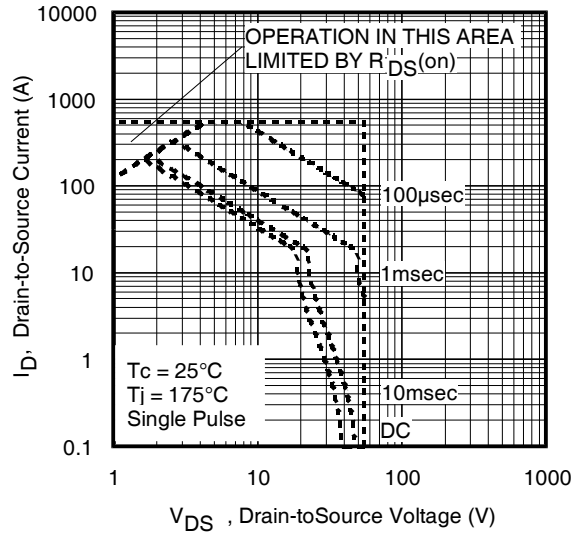 10000
1000
100
10
1
0.1
ID, Drain-to-Source Current (A)
OPERATION IN THIS AREA
LIMITED BY RDS(on)
100µsec
1msec
10msec
DC
Tc = 25°C
Tj = 175°C
Single Pulse
1
10
100
1000
VDS , Drain-toSource Voltage (V)